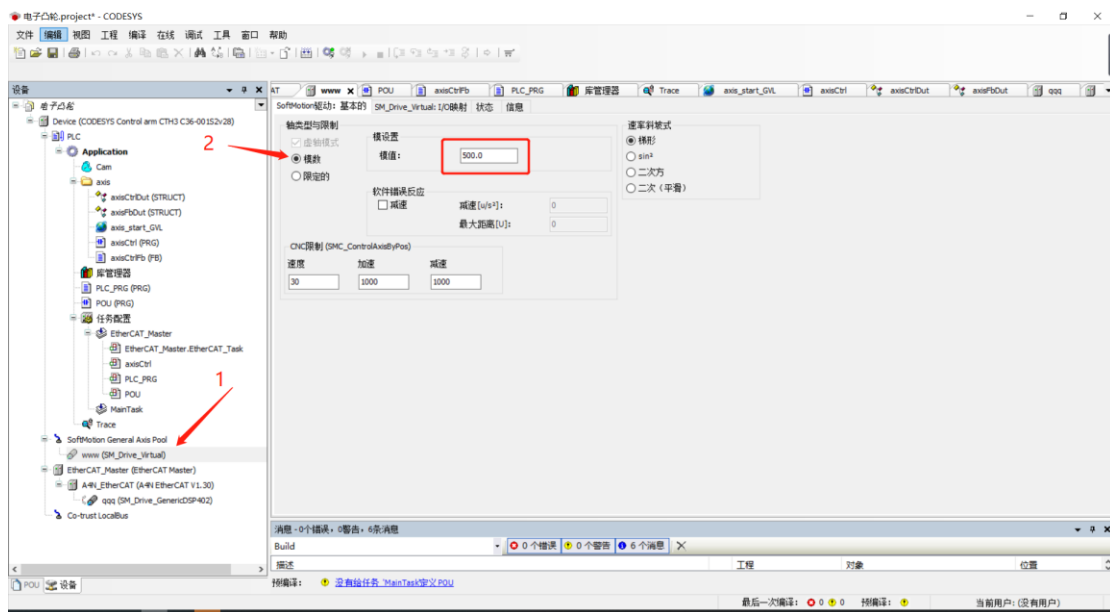 电子凸轮.project* - CODESYS
文件 编辑 视图 工程 编译 在线 调试 工具 窗口 帮助
设备
电子凸轮
Device (CODESYS Control arm CTH3 C36-001S2v28)
PLC
Application
Cam
axis
axisCtrlDut (STRUCT)
axisFbDut (STRUCT)
axis_start_GVL
axisCtrl (PRG)
axisCtrlFb (FB)
库管理器
PLC_PRG (PRG)
POU (PRG)
任务配置
EtherCAT_Master
EtherCAT_Master.EtherCAT_Task
axisCtrl
PLC_PRG
POU
MainTask
Trace
SoftMotion General Axis Pool
www (SM_Drive_Virtual)
EtherCAT_Master (EtherCAT Master)
A4N_EtherCAT (A4N EtherCAT V1.30)
qqq (SM_Drive_GenericDSP402)
Co-trust LocalBus
POU 设备
1
2
AT www POU axisCtrlFb PLC_PRG 库管理器 Trace axis_start_GVL axisCtrl axisCtrlDut axisFbDut qqq
SoftMotion驱动: 基本的 SM_Drive_Virtual: I/O映射 状态 信息
轴类型与限制
虚轴模式
模数
限定的
模设置
模值: 500.0
软件错误反应
减速 减速[u/s²]: 0
最大距离[U]: 0
CNC限制 (SMC_ControlAxisByPos)
速度 加速 减速
30 1000 1000
速率斜坡式
梯形
sin²
二次方
二次 (平滑)
消息 - 0个错误, 0警告, 6条消息
Build 0 个错误 0 个警告 6 个消息
描述 工程 对象 位置
预编译: 没有给任务 'MainTask'定义 POU
最后一次编译: 0 0 预编译: 当前用户: (没有用户)